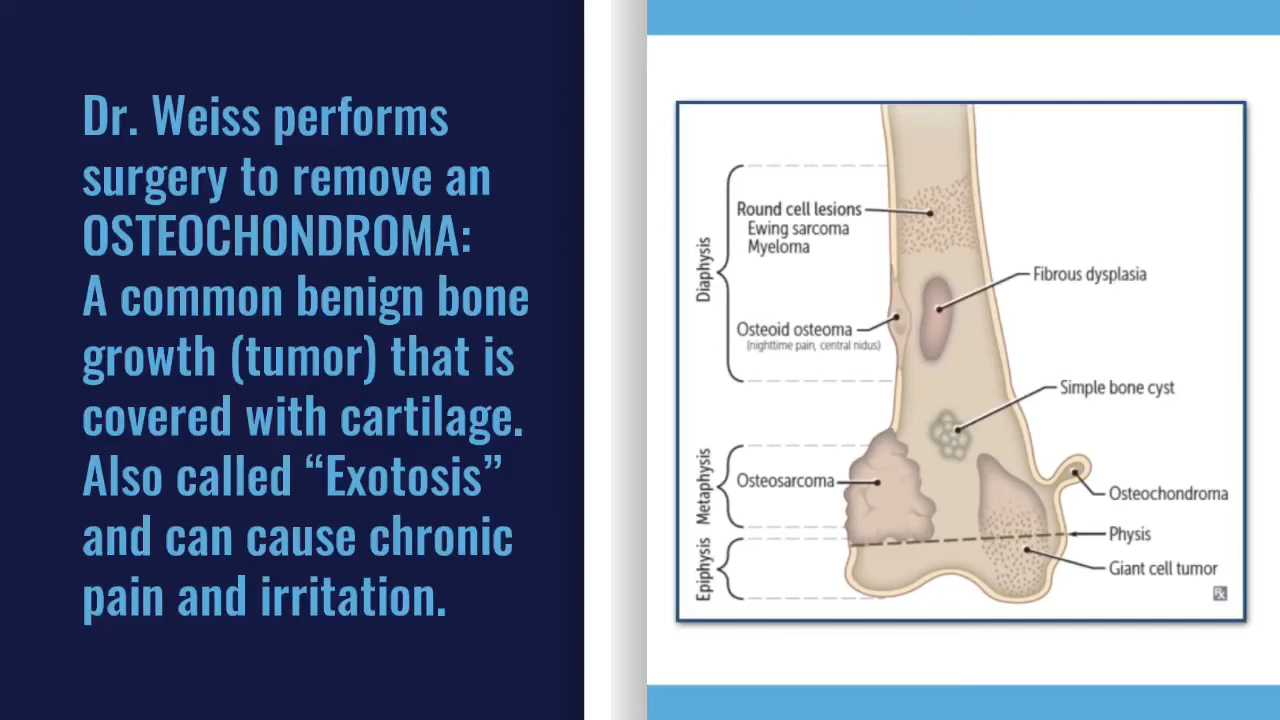 Dr. Weiss performs
surgery to remove an
OSTEOCHONDROMA:
A common benign bone
growth (tumor) that is
covered with cartilage.
Also called “Exotosis”
and can cause chronic
pain and irritation.
Diaphysis
Round cell lesions
Ewing sarcoma
Myeloma
Fibrous dysplasia
Osteoid osteoma
(nighttime pain, central nidus)
Simple bone cyst
Metaphysis
Osteosarcoma
Osteochondroma
Physis
Epiphysis
Giant cell tumor
Rx